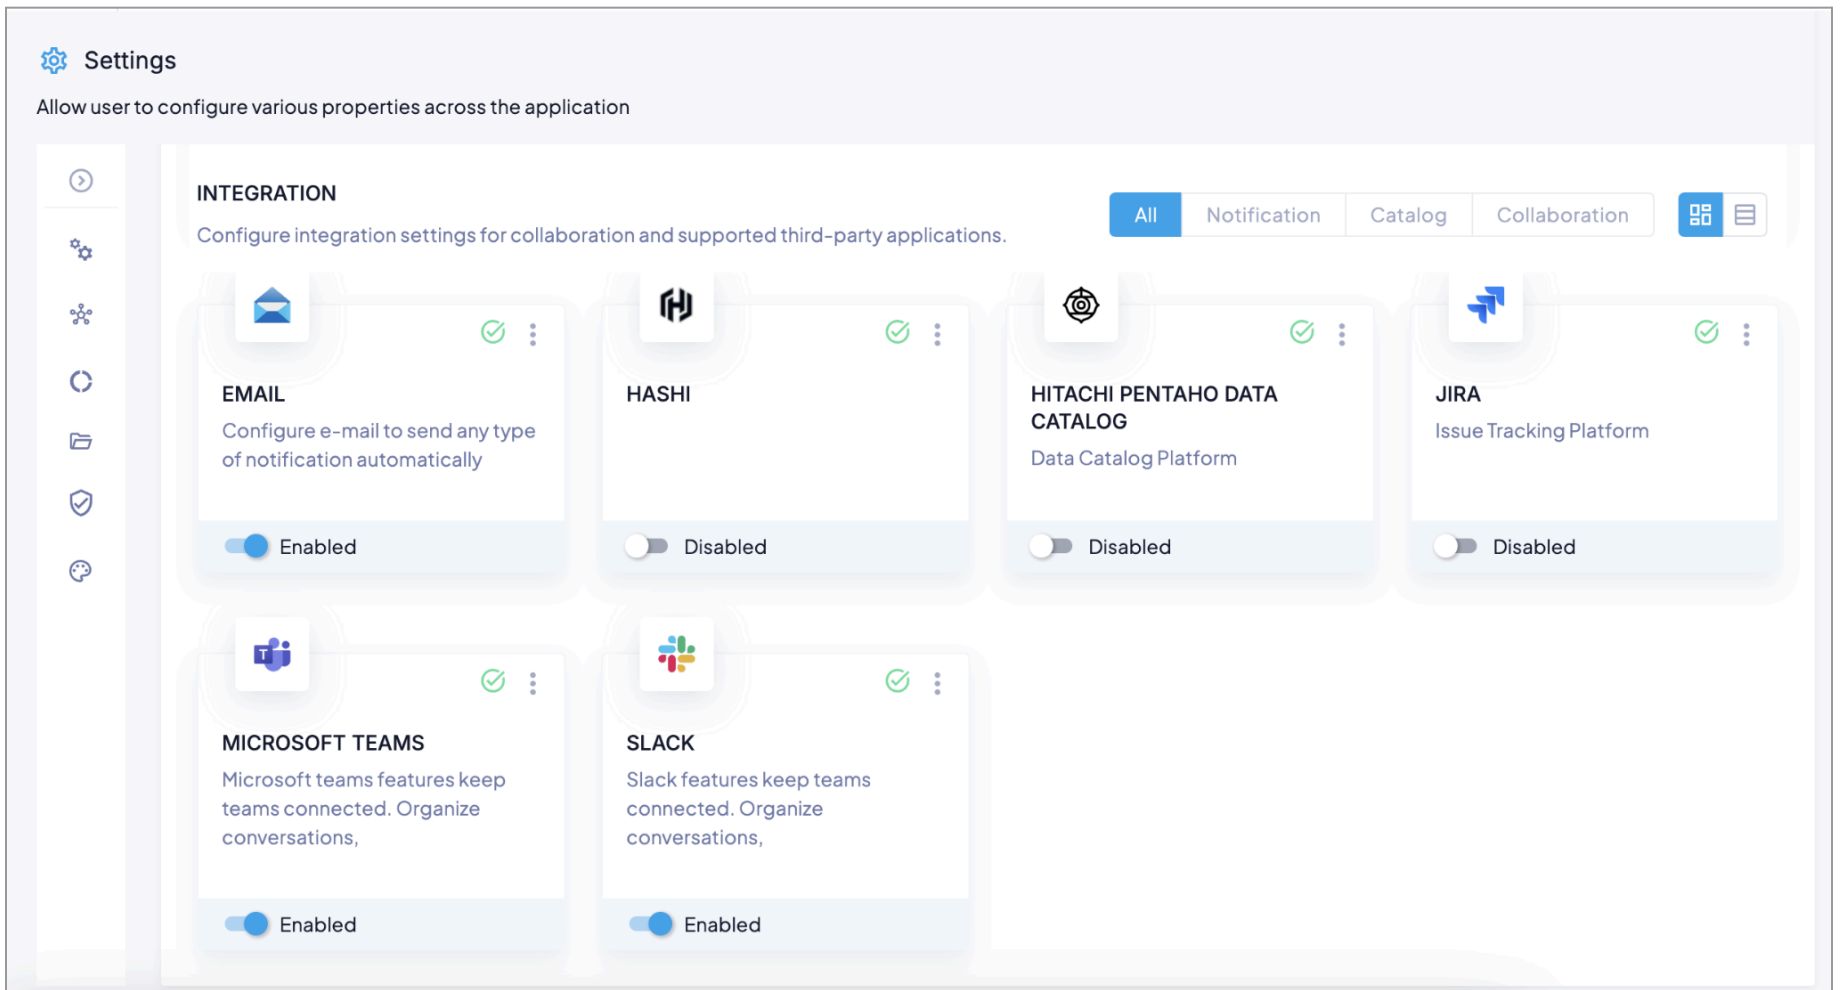 Settings
Allow user to configure various properties across the application
INTEGRATION
Configure integration settings for collaboration and supported third-party applications.
All
Notification
Catalog
Collaboration
EMAIL
Configure e-mail to send any type
of notification automatically
Enabled
HASHI
Disabled
HITACHI PENTAHO DATA
CATALOG
Data Catalog Platform
Disabled
JIRA
Issue Tracking Platform
Disabled
T
MICROSOFT TEAMS
Microsoft teams features keep
teams connected. Organize
conversations,
Enabled
SLACK
Slack features keep teams
connected. Organize
conversations,
Enabled